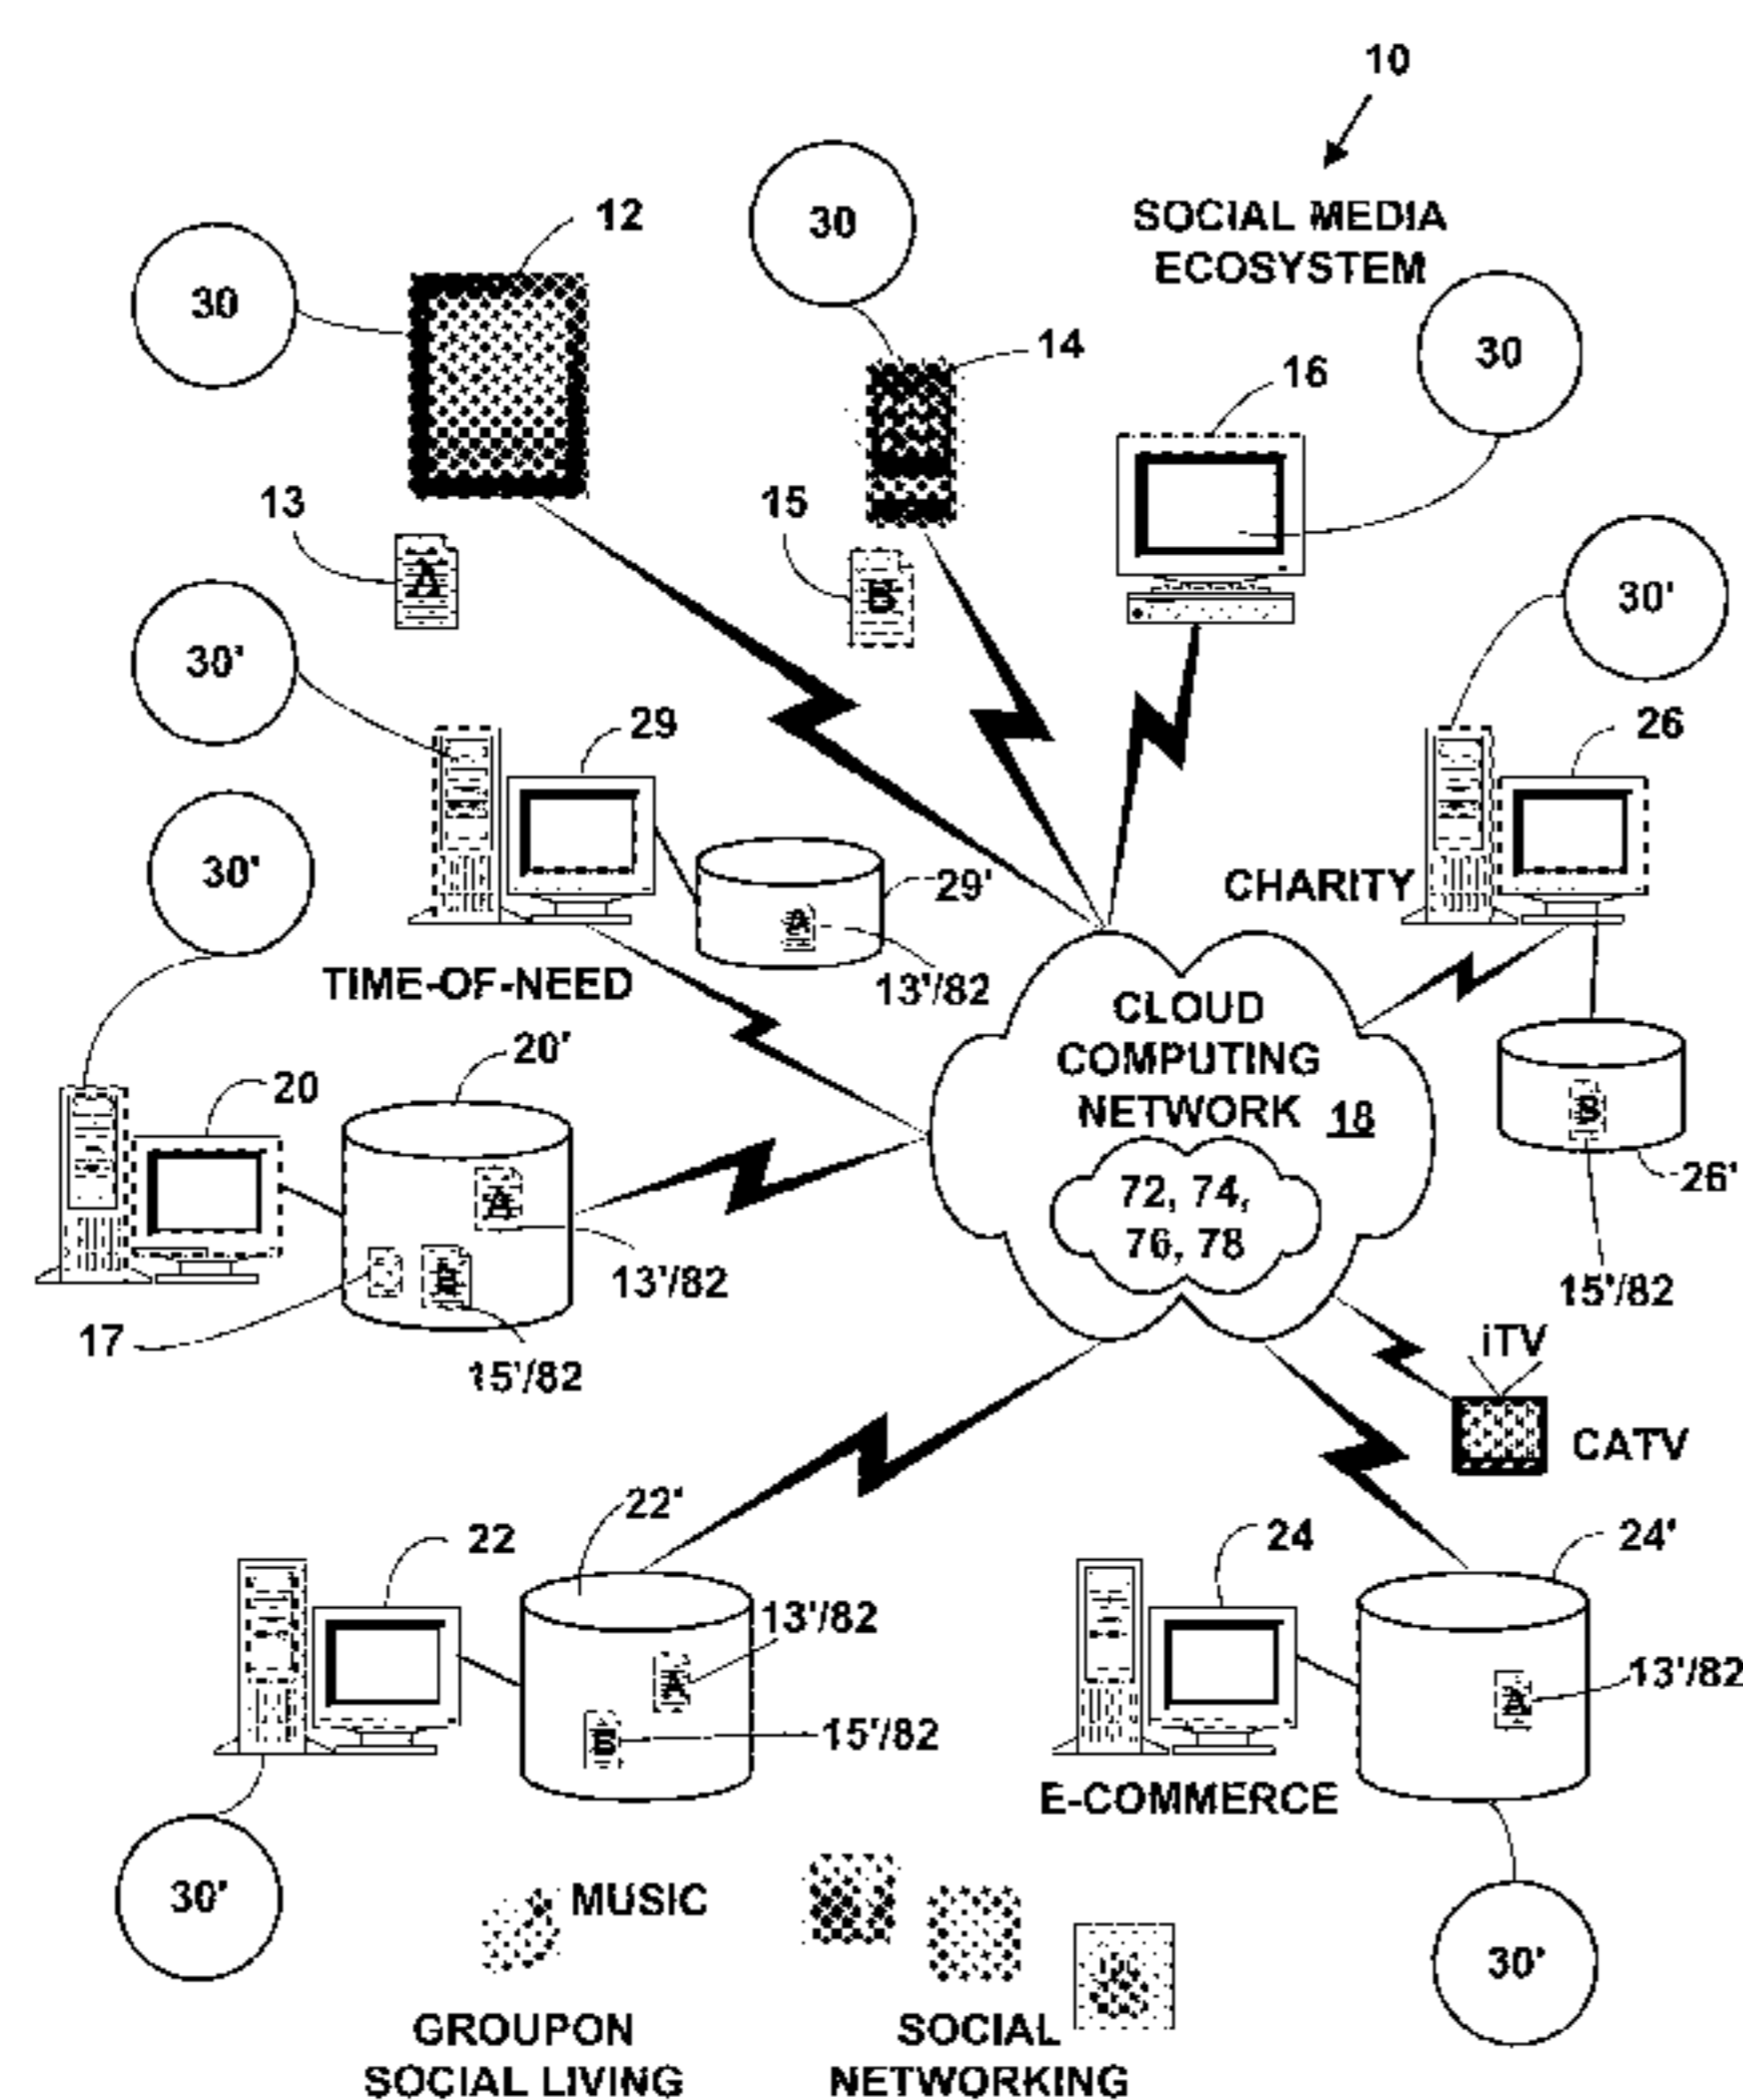 10
SOCIAL MEDIA
ECOSYSTEM
12
30
30
30
14
16
13
A
15
B
30'
30'
29
26
30'
29'
CHARITY
A
13'/82
TIME-OF-NEED
CLOUD
COMPUTING
NETWORK 18
72, 74,
76, 78
20'
20
B
26'
A
13'/82
15'/82
17
15'/82
iTV
CATV
22'
22
24
24'
13'/82
A
13'/82
A
B
15'/82
E-COMMERCE
30'
MUSIC
30'
GROUPON
SOCIAL LIVING
SOCIAL
NETWORKING